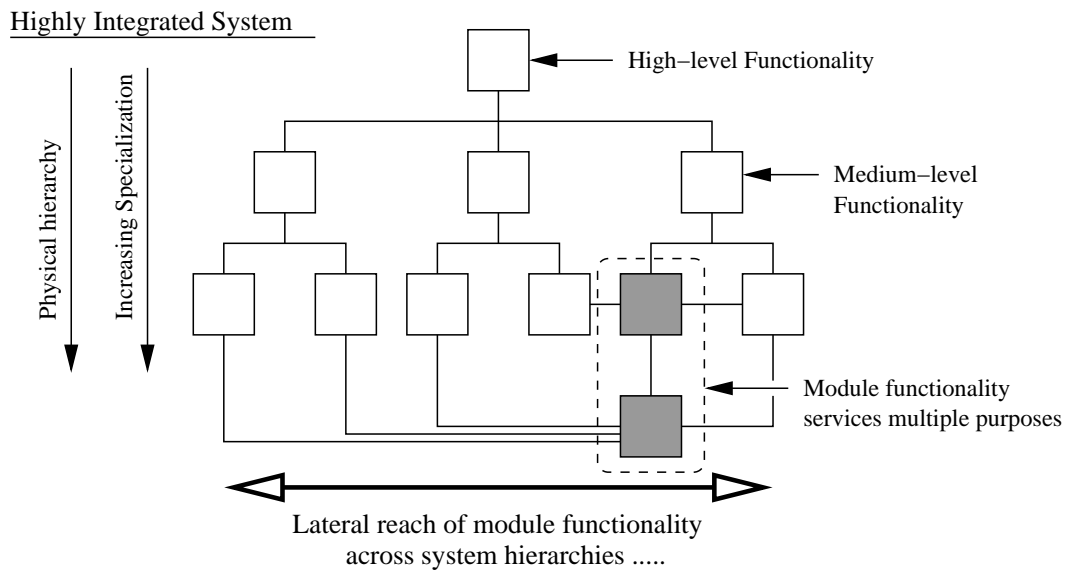 Highly Integrated System
High−level Functionality
Physical hierarchy
Increasing Specialization
Medium−level
Functionality
Module functionality
services multiple purposes
Lateral reach of module functionality
across system hierarchies .....